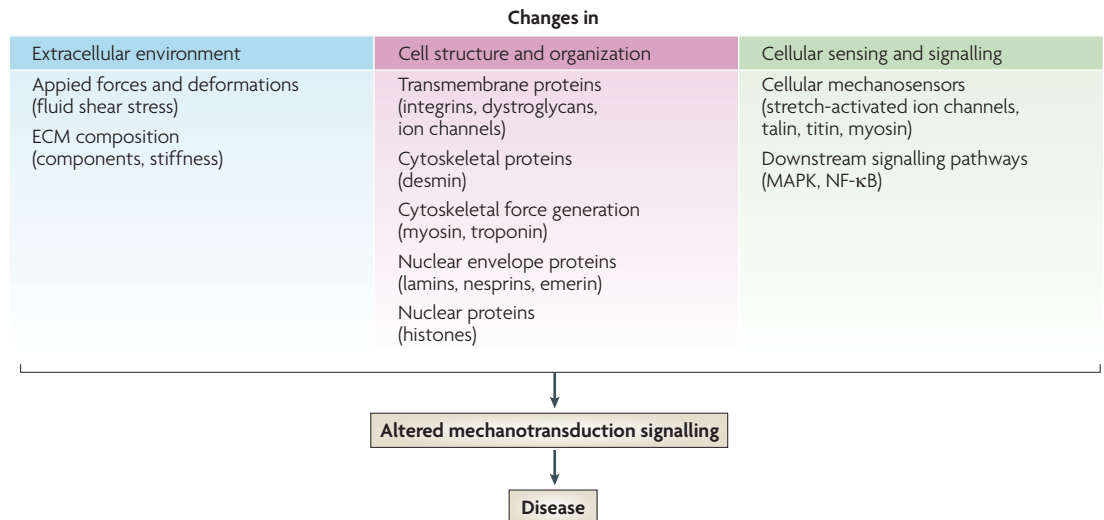 Changes in
Extracellular environment
Appied forces and deformations
(fluid shear stress)
ECM composition
(components, stiffness)
Cell structure and organization
Transmembrane proteins
(integrins, dystroglycans,
ion channels)
Cytoskeletal proteins
(desmin)
Cytoskeletal force generation
(myosin, troponin)
Nuclear envelope proteins
(lamins, nesprins, emerin)
Nuclear proteins
(histones)
Cellular sensing and signalling
Cellular mechanosensors
(stretch-activated ion channels,
talin, titin, myosin)
Downstream signalling pathways
(MAPK, NF-κB)
Altered mechanotransduction signalling
Disease